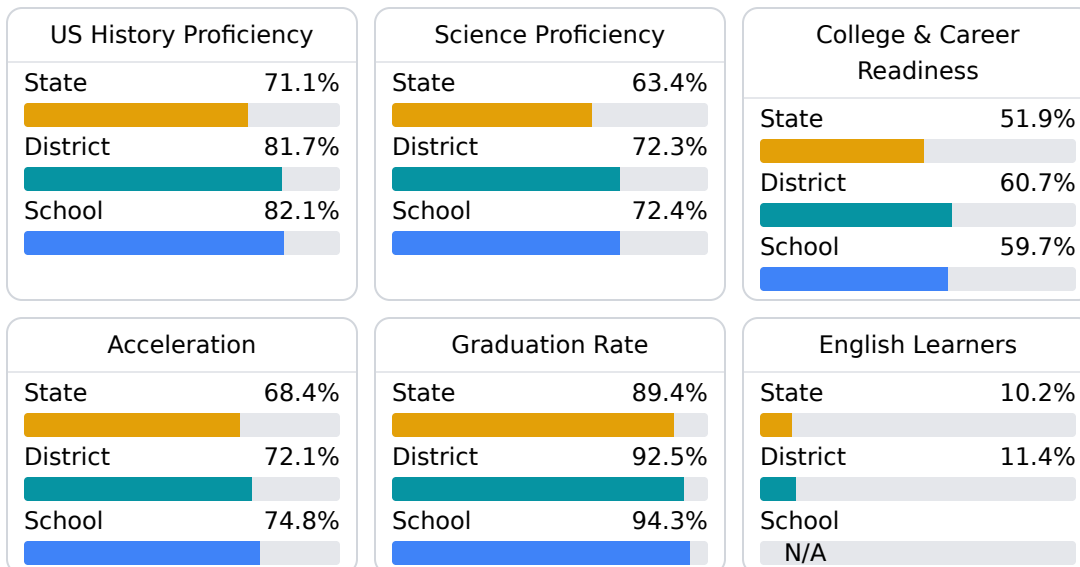 US History Proficiency
State 71.1%
District 81.7%
School 82.1%
Science Proficiency
State 63.4%
District 72.3%
School 72.4%
College & Career
Readiness
State 51.9%
District 60.7%
School 59.7%
Acceleration
State 68.4%
District 72.1%
School 74.8%
Graduation Rate
State 89.4%
District 92.5%
School 94.3%
English Learners
State 10.2%
District 11.4%
School
N/A